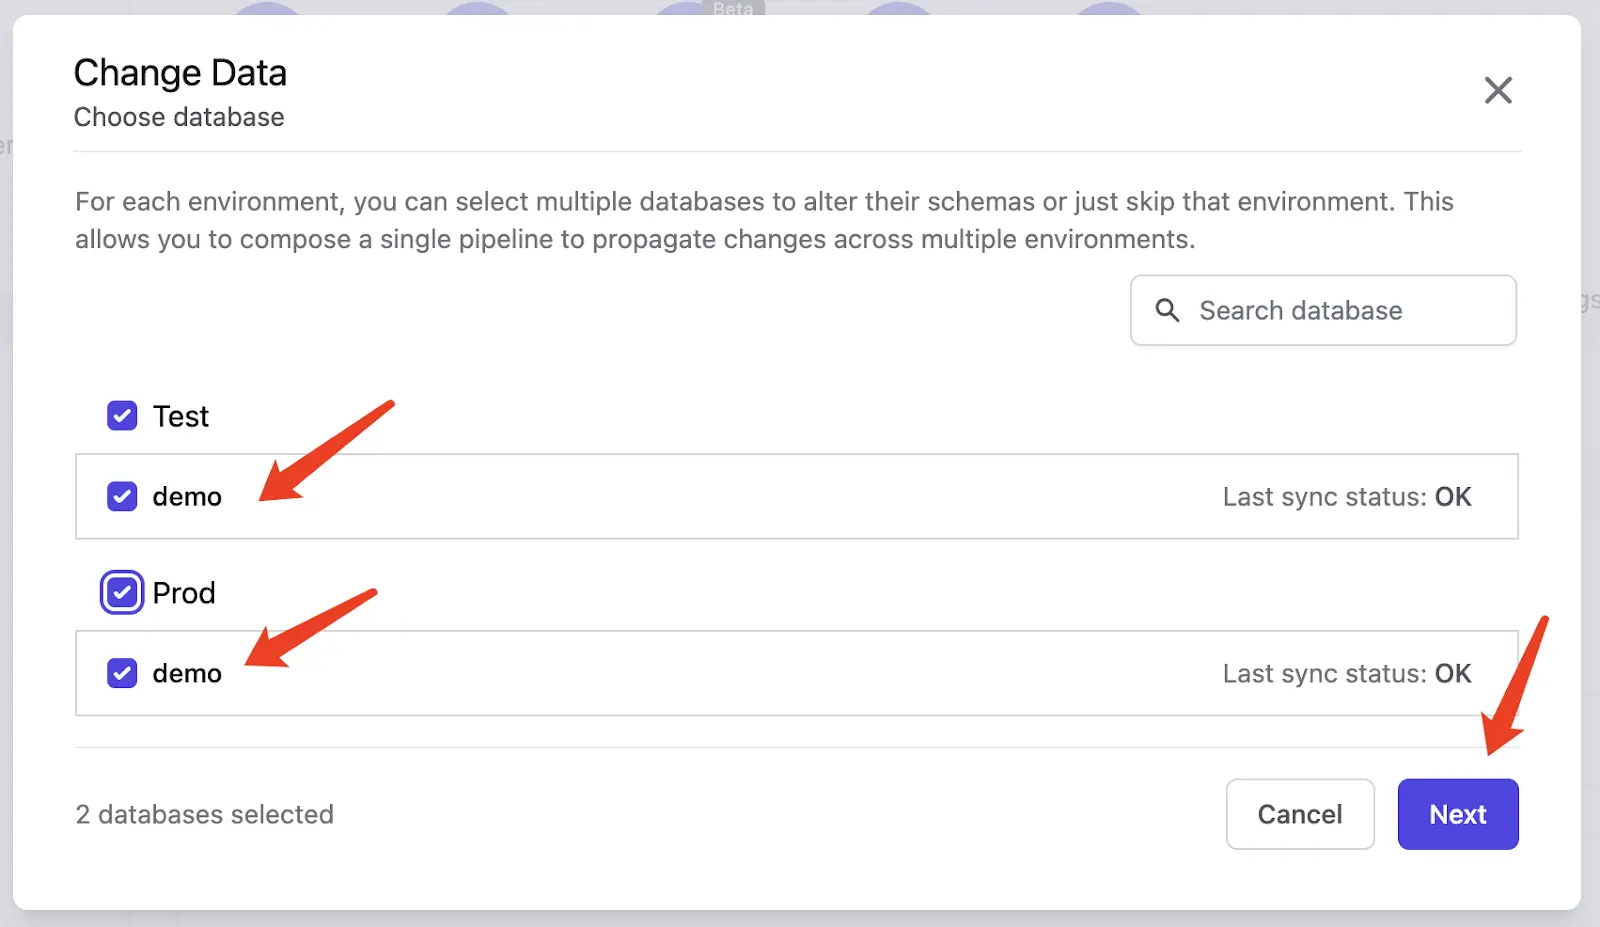 Beta
Change Data
Choose database
For each environment, you can select multiple databases to alter their schemas or just skip that environment. This
allows you to compose a single pipeline to propagate changes across multiple environments.
Search database
Test
demo
Last sync status: OK
Prod
demo
Last sync status: OK
2 databases selected
Cancel
Next